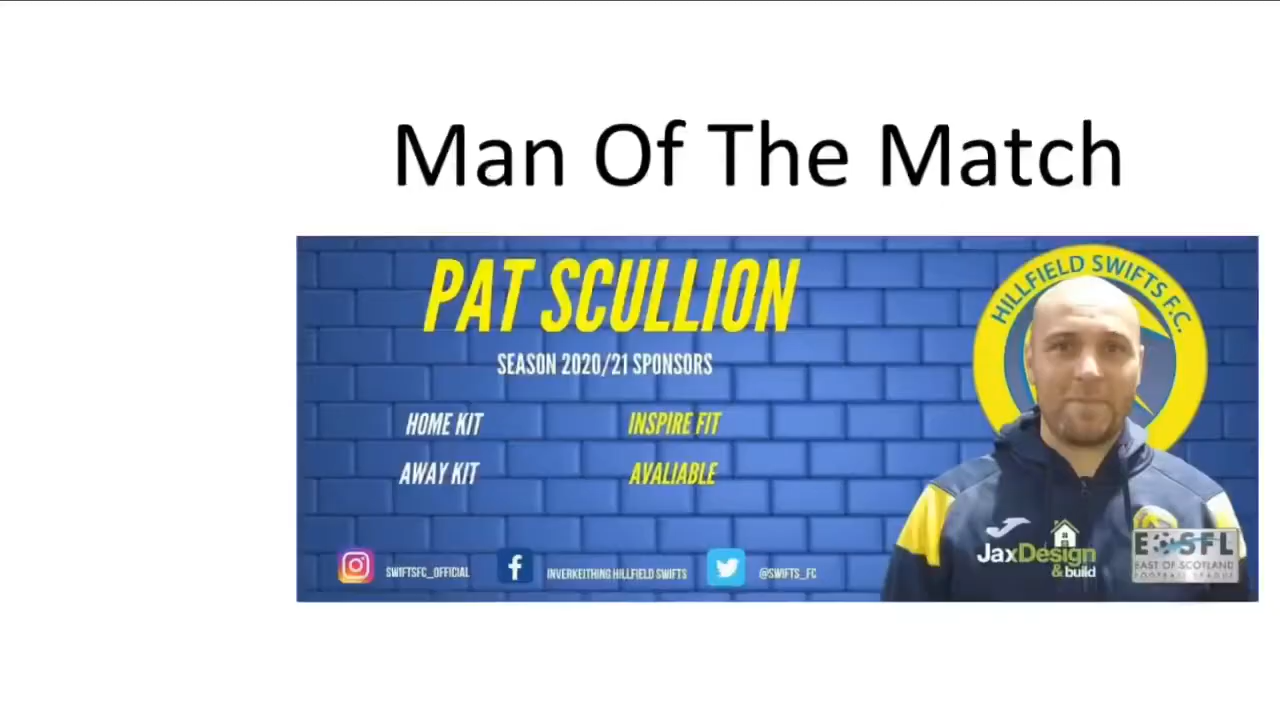 Man Of The Match
PAT SCULLION
SEASON 2020/21 SPONSORS
HOME KIT INSPIRE FIT
AWAY KIT AVALIABLE
HILLFIELD SWIFTS F.C.
JaxDesign
& build
EOSFL
EAST OF SCOTLAND
FOOTBALL LEAGUE
SWIFTSFC_OFFICIAL INVERKEITHING HILLFIELD SWIFTS @SWIFTS_FC